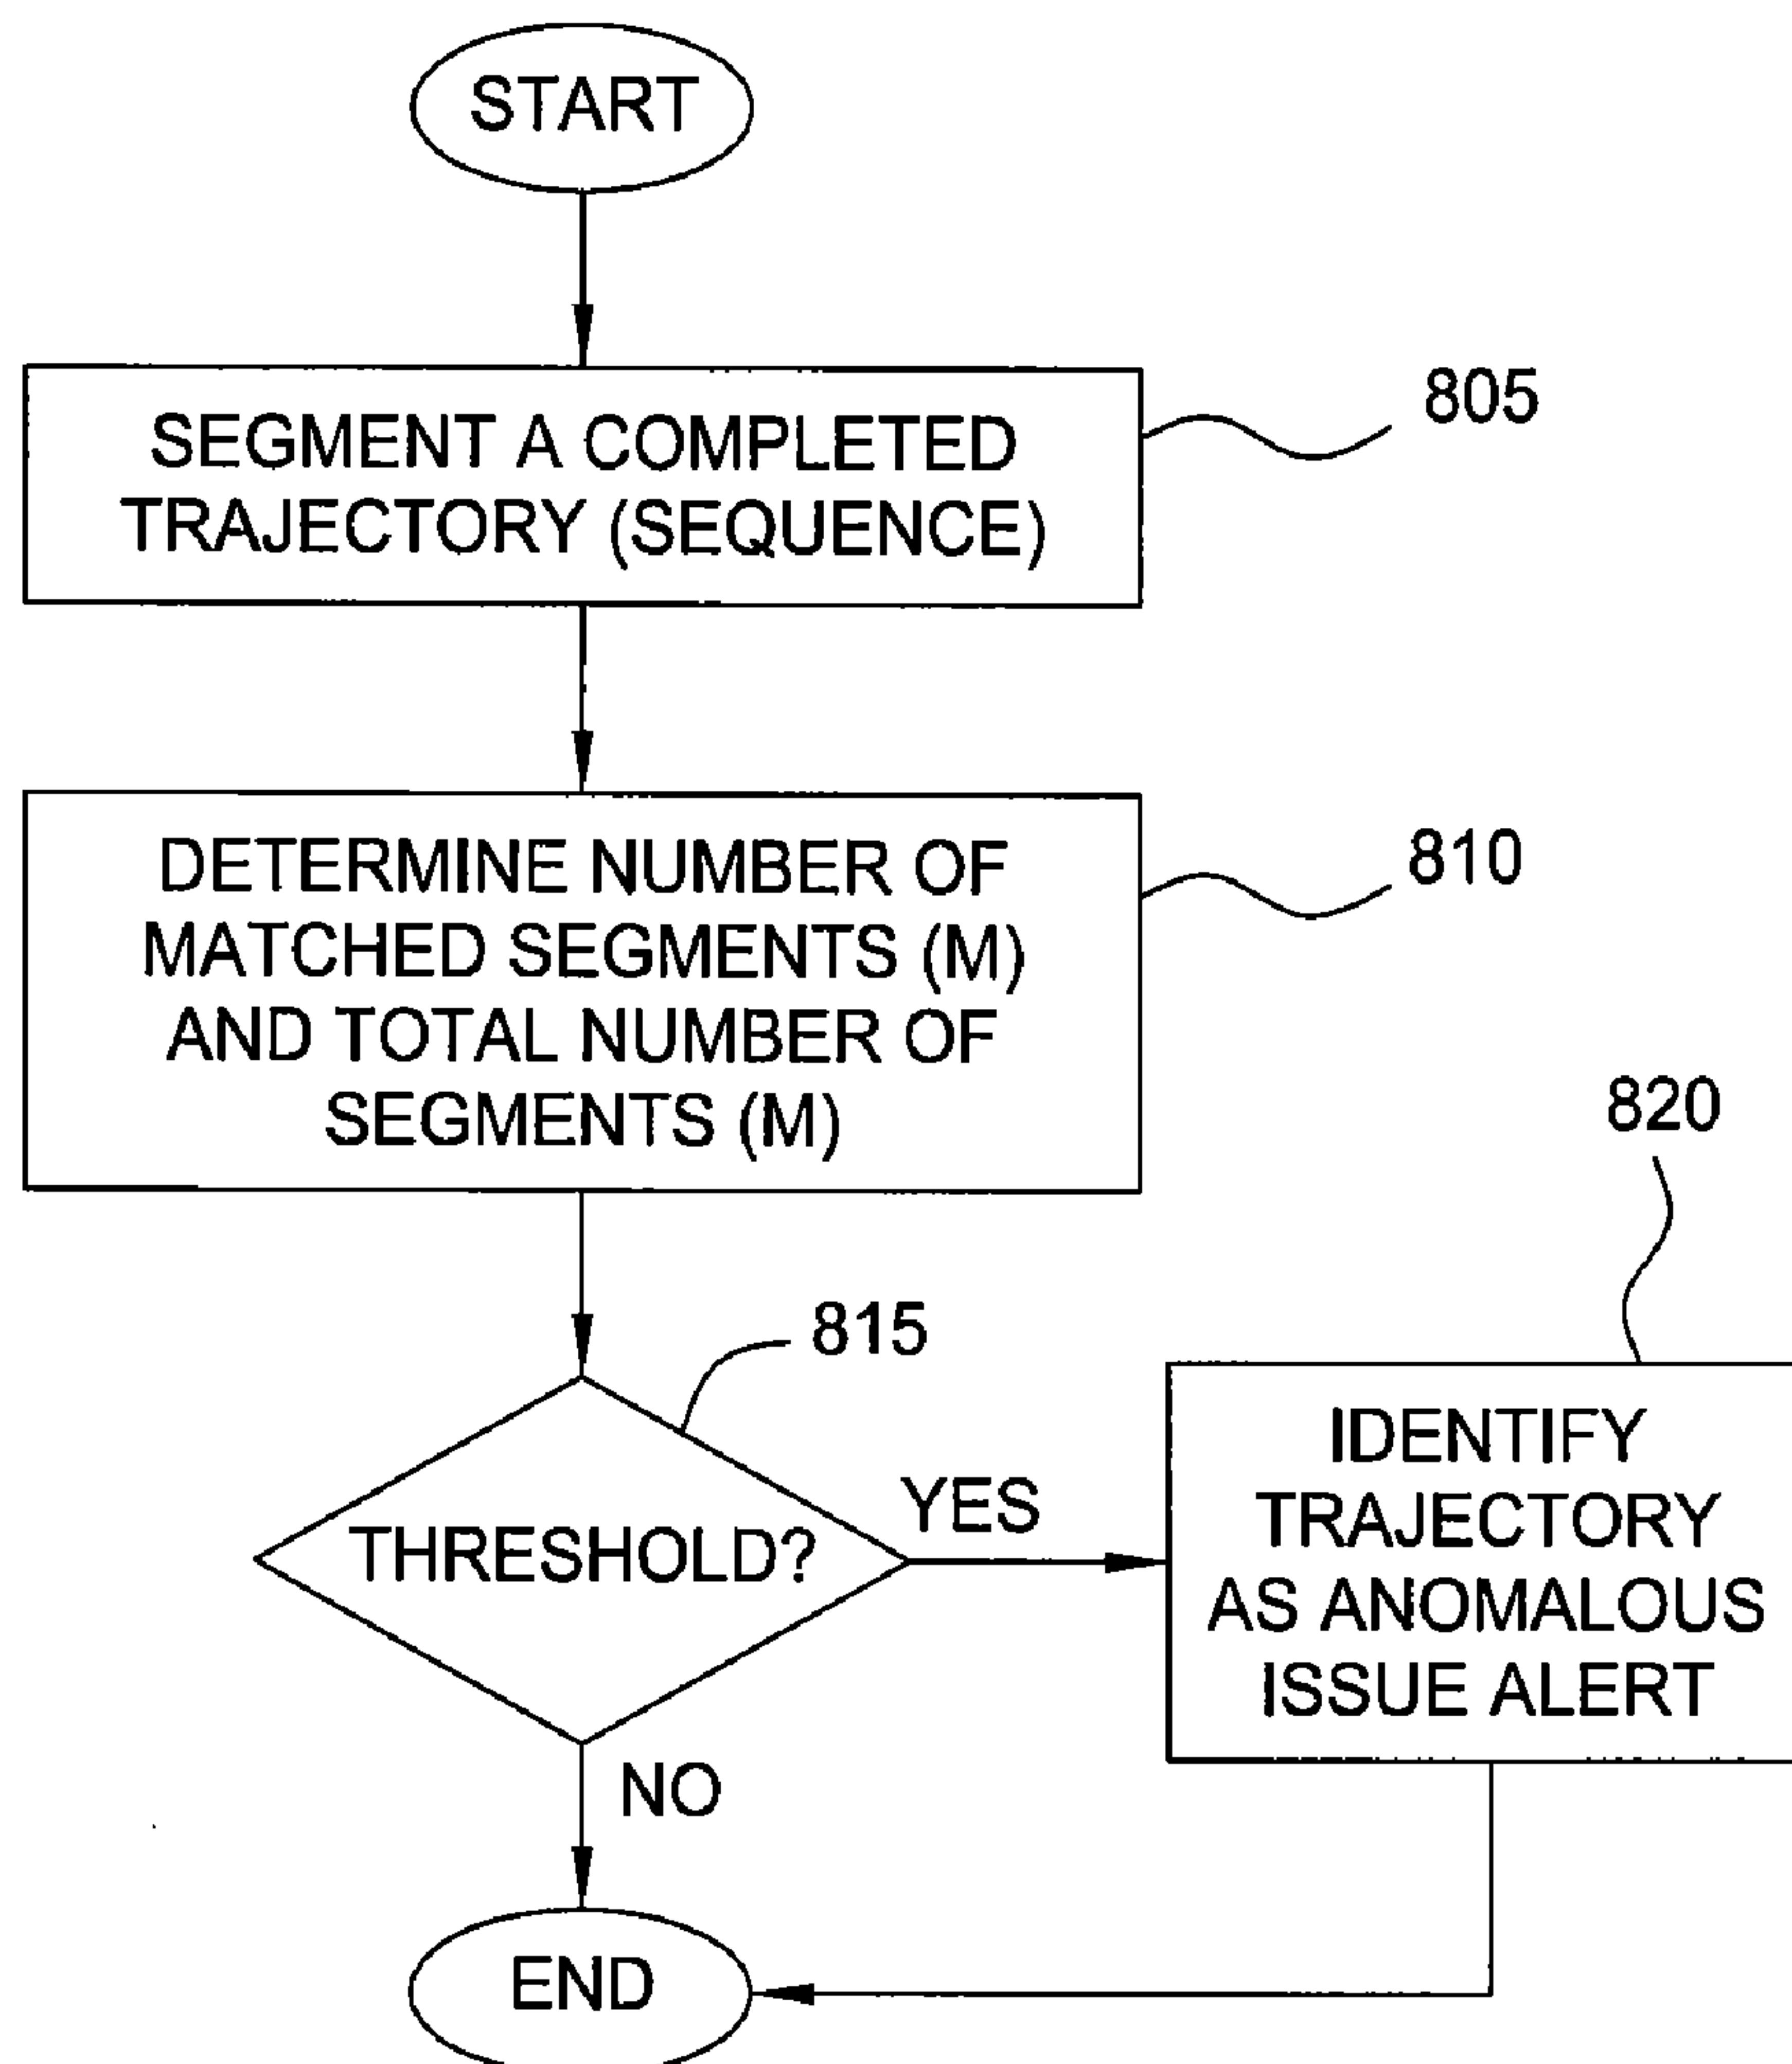 START
805
SEGMENT A COMPLETED
TRAJECTORY (SEQUENCE)
810
DETERMINE NUMBER OF
MATCHED SEGMENTS (M)
AND TOTAL NUMBER OF
SEGMENTS (M)
815
THRESHOLD?
YES
820
IDENTIFY
TRAJECTORY
AS ANOMALOUS
ISSUE ALERT
NO
END